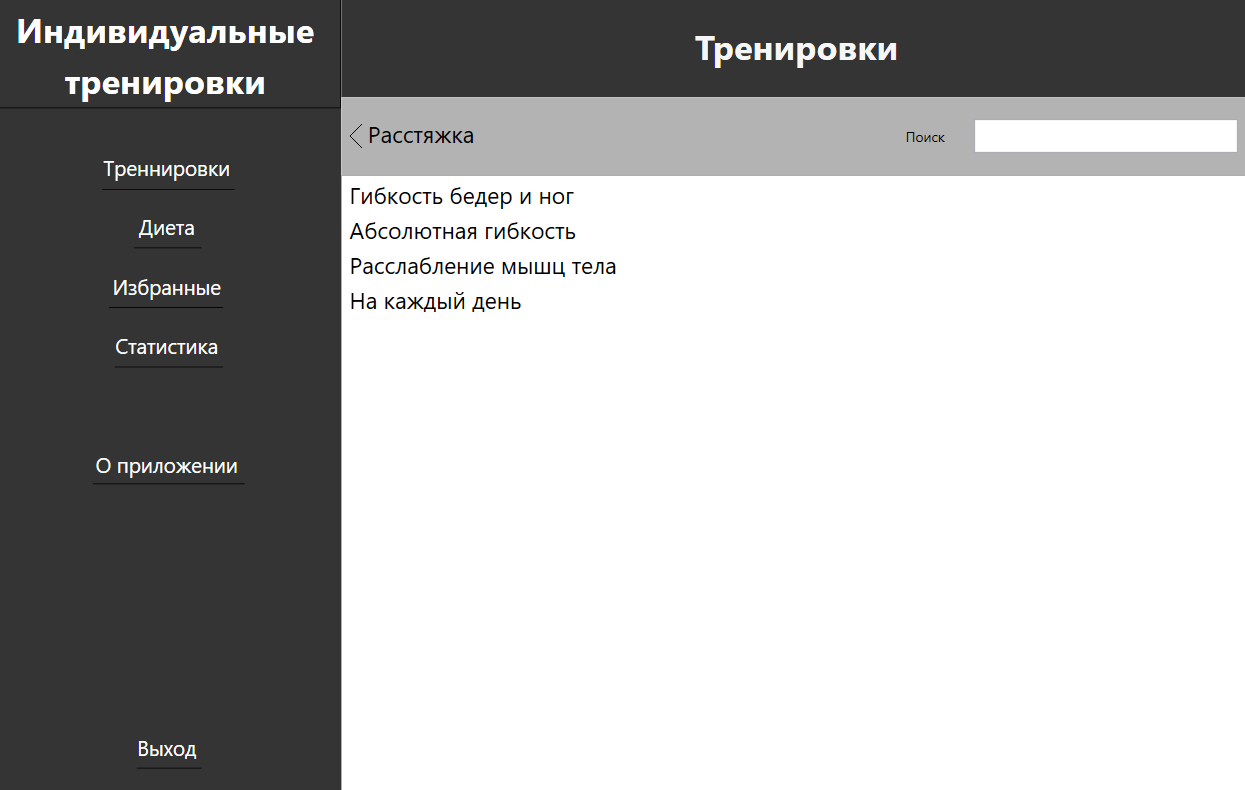 Индивидуальные
тренировки
Треннировки
Диета
Избранные
Статистика
О приложении
Выход
Тренировки
Расстяжка
Поиск
Гибкость бедер и ног
Абсолютная гибкость
Расслабление мышц тела
На каждый день